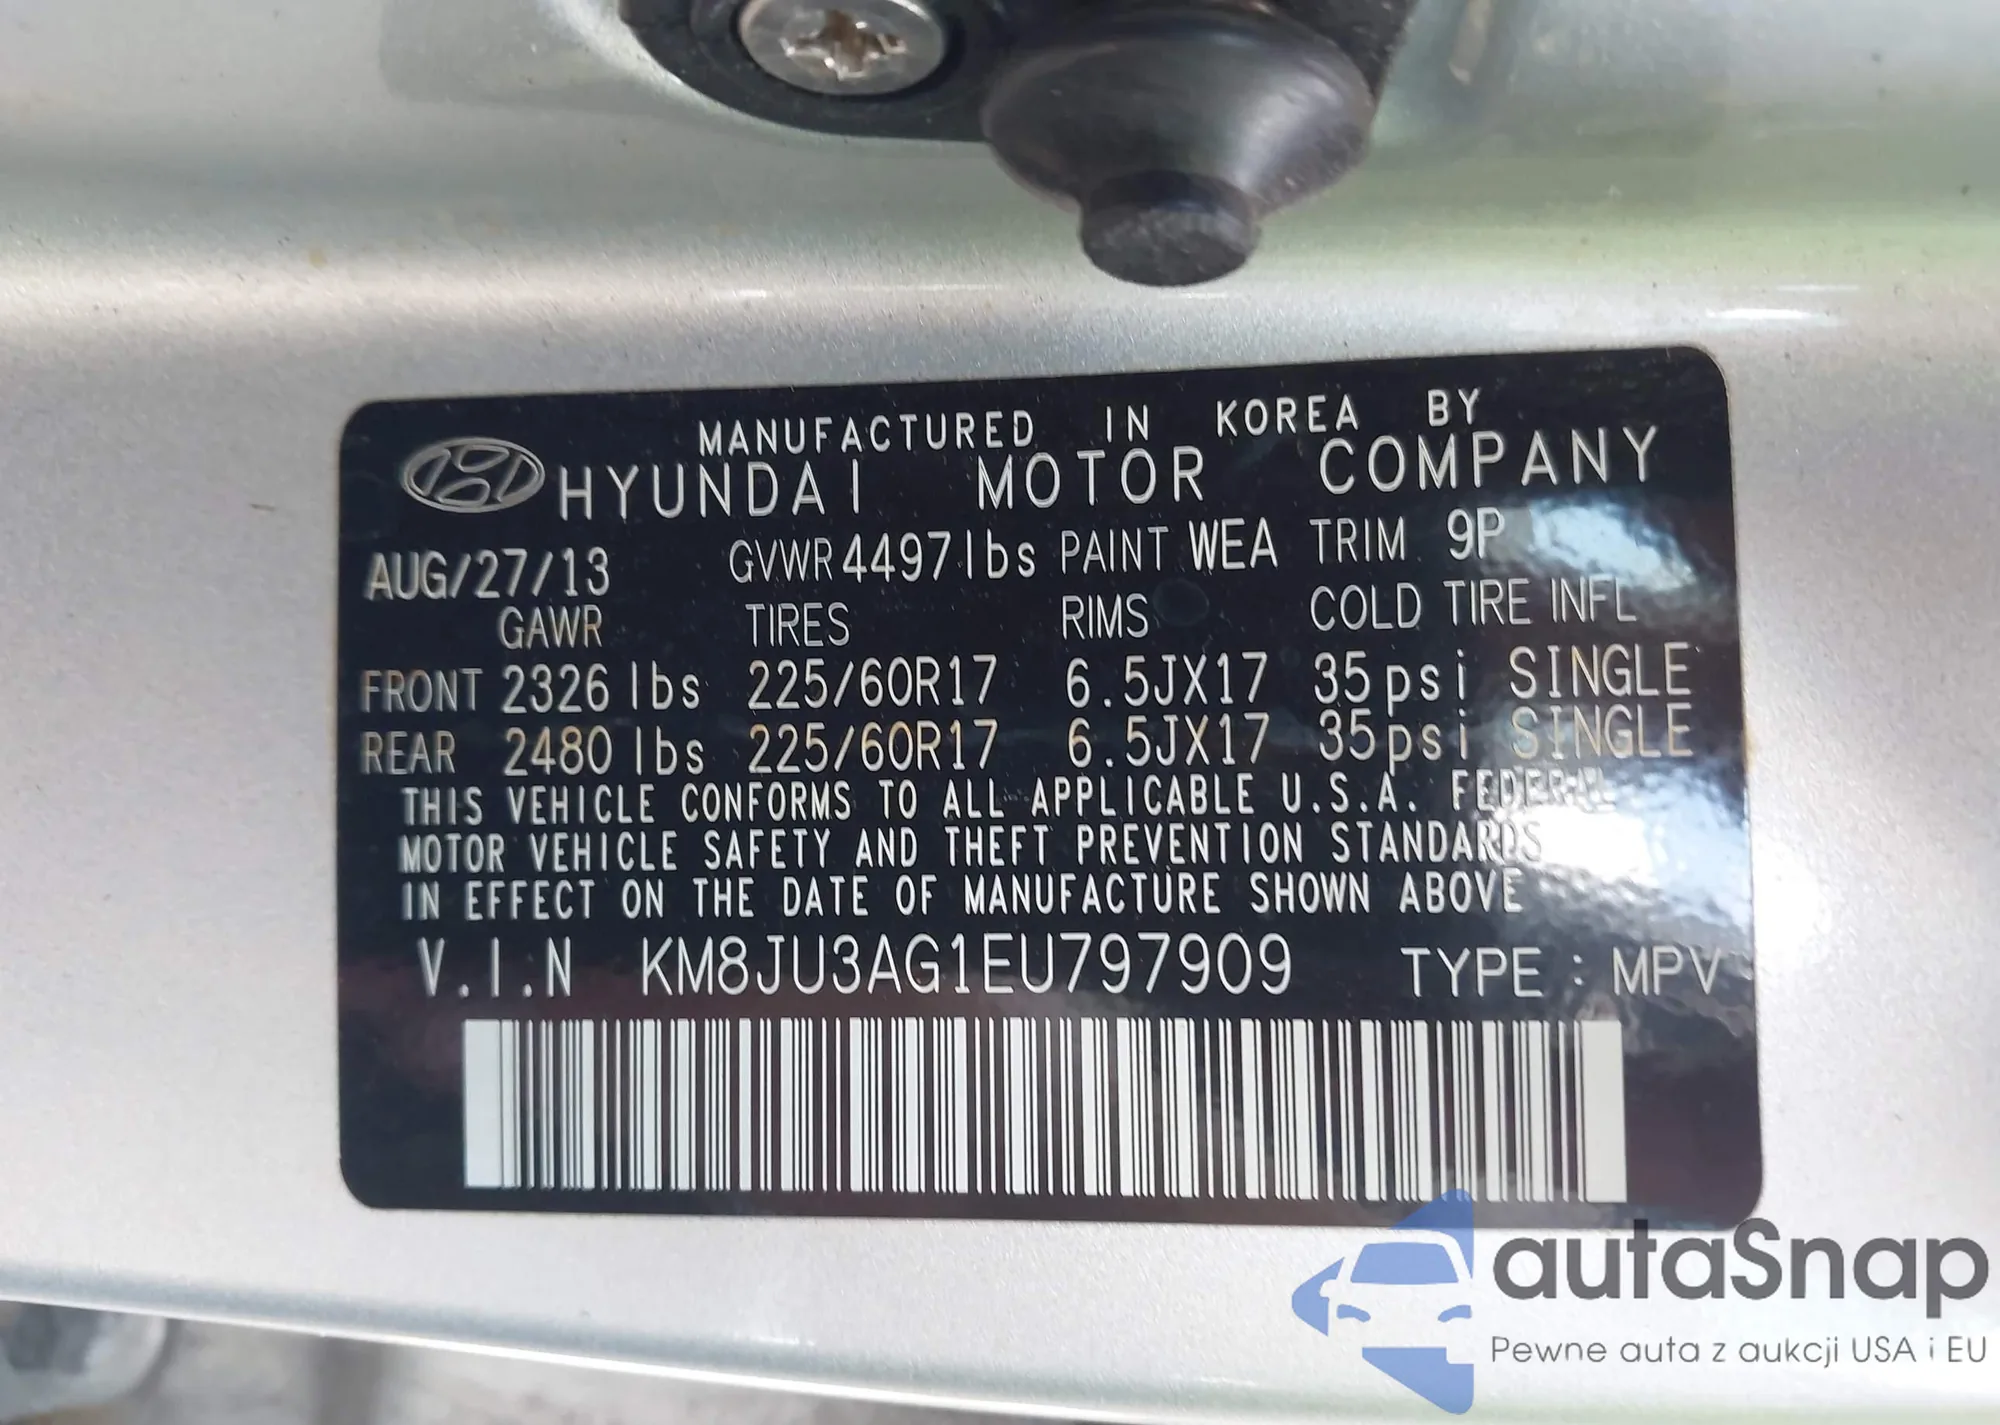 MANUFACTURED IN KOREA BY
HYUNDAI MOTOR COMPANY
AUG/27/13 GVWR 4497lbs PAINT WEA TRIM 9P
GAWR TIRES RIMS COLD TIRE INFL
FRONT 2326 lbs 225/60R17 6.5JX17 35psi SINGLE
REAR 2480 lbs 225/60R17 6.5JX17 35psi SINGLE
THIS VEHICLE CONFORMS TO ALL APPLICABLE U.S.A. FEDERAL
MOTOR VEHICLE SAFETY AND THEFT PREVENTION STANDARDS
IN EFFECT ON THE DATE OF MANUFACTURE SHOWN ABOVE
V.I.N KM8JU3AG1EU797909 TYPE : MPV
autaSnap
Pewne auta z aukcji USA i EU